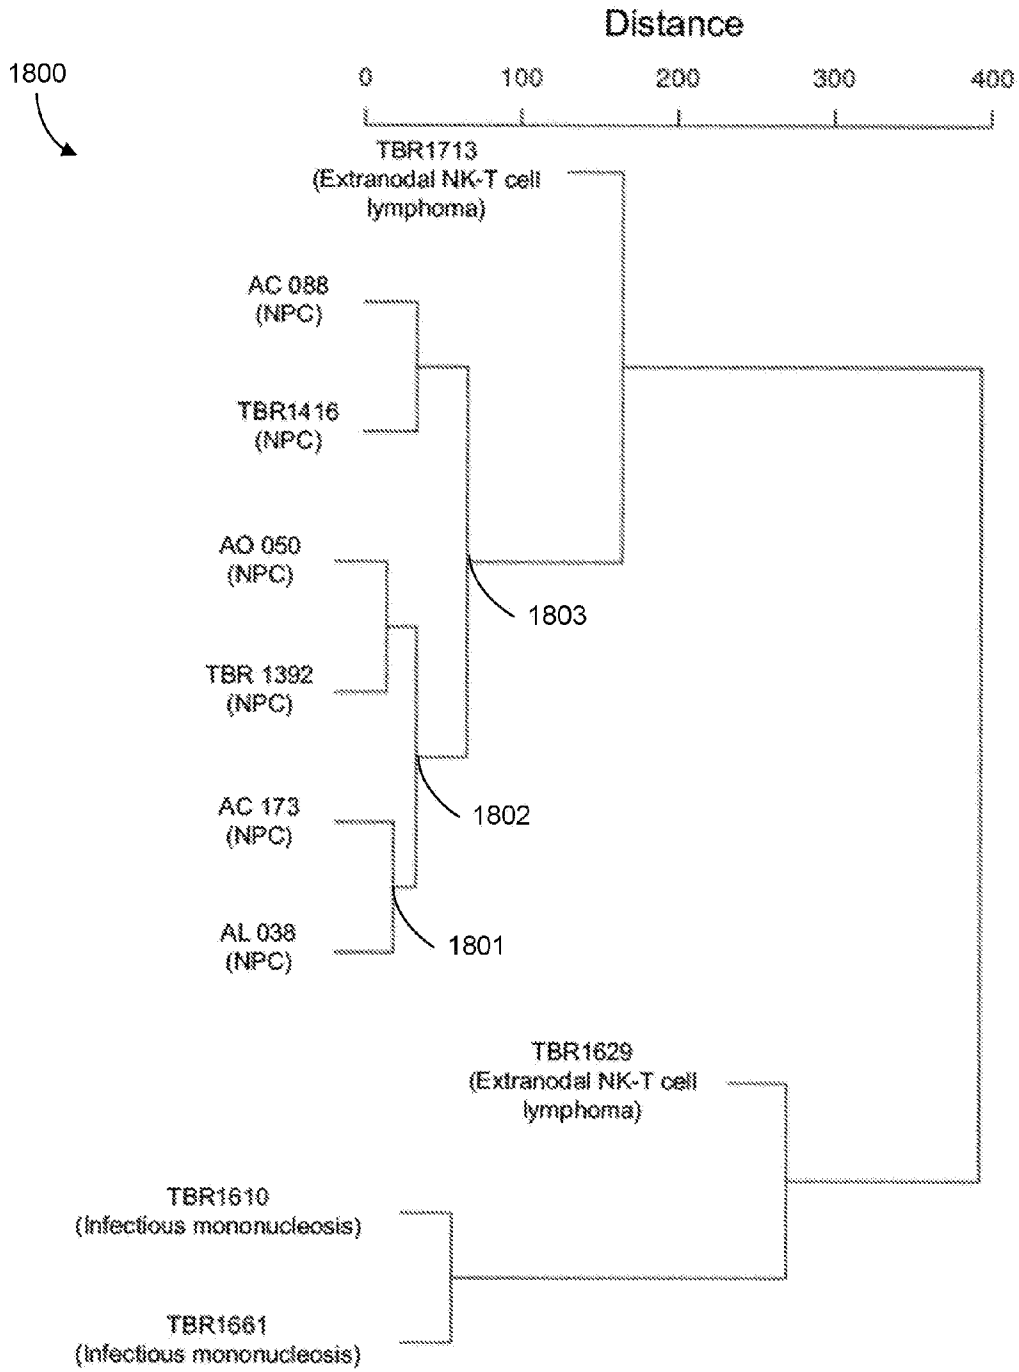 Distance
1800
0 100 200 300 400
TBR1713
(Extranodal NK-T cell
lymphoma)
AC 088
(NPC)
TBR1416
(NPC)
AO 050
(NPC)
1803
TBR 1392
(NPC)
AC 173
(NPC)
1802
AL 038
(NPC)
1801
TBR1629
(Extranodal NK-T cell
lymphoma)
TBR1610
(Infectious mononucleosis)
TBR1661
(Infectious mononucleosis)